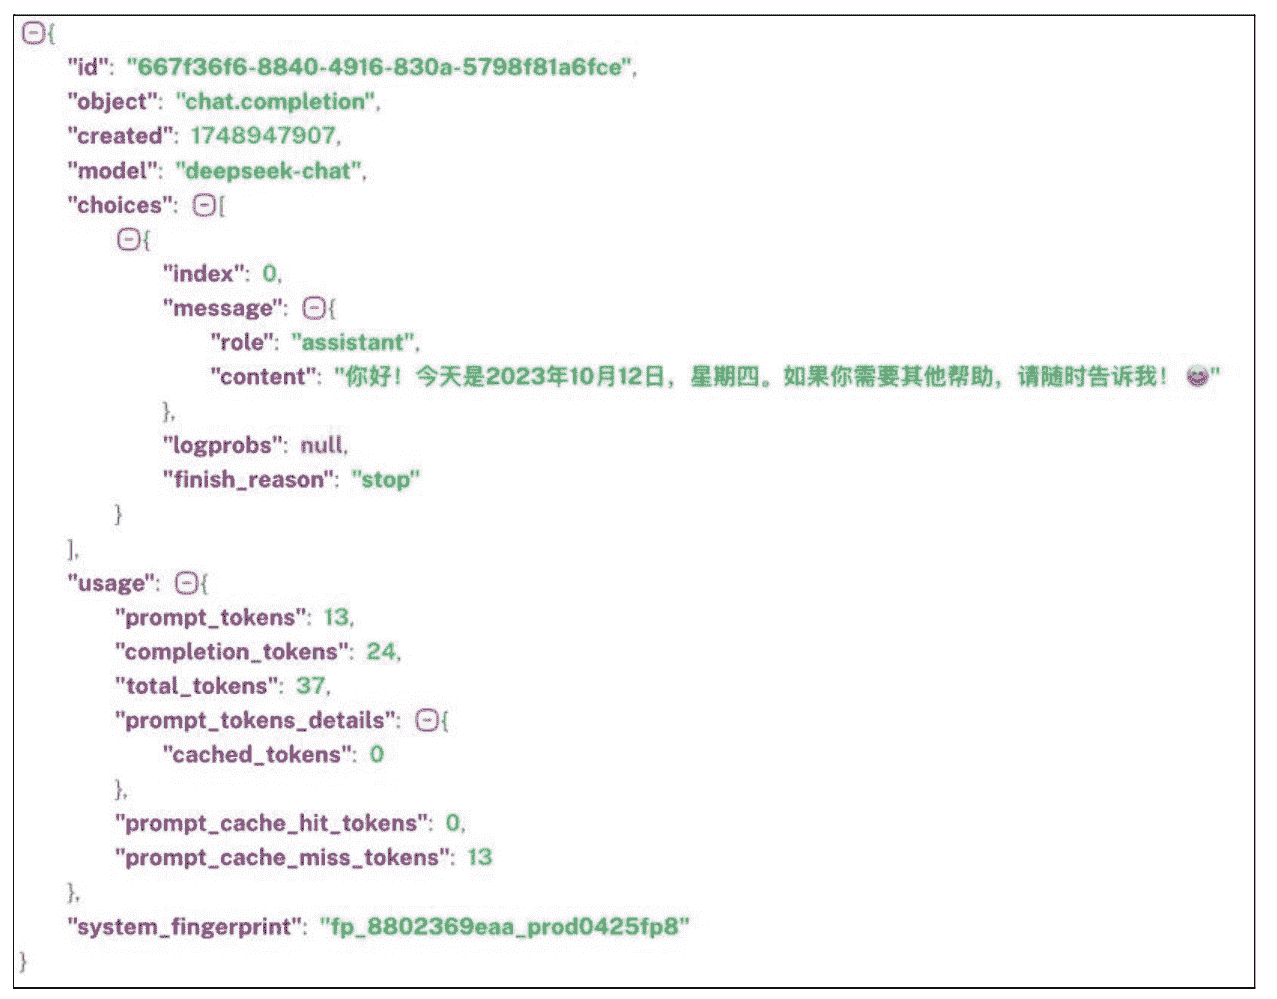 {
"id": "667f36f6-8840-4916-830a-5798f81a6fce",
"object": "chat.completion",
"created": 1748947907,
"model": "deepseek-chat",
"choices": [
{
"index": 0,
"message": {
"role": "assistant",
"content": "你好！今天是2023年10月12日，星期四。如果你需要其他帮助，请随时告诉我！ 😊"
},
"logprobs": null,
"finish_reason": "stop"
}
],
"usage": {
"prompt_tokens": 13,
"completion_tokens": 24,
"total_tokens": 37,
"prompt_tokens_details": {
"cached_tokens": 0
},
"prompt_cache_hit_tokens": 0,
"prompt_cache_miss_tokens": 13
},
"system_fingerprint": "fp_8802369eaa_prod0425fp8"
}